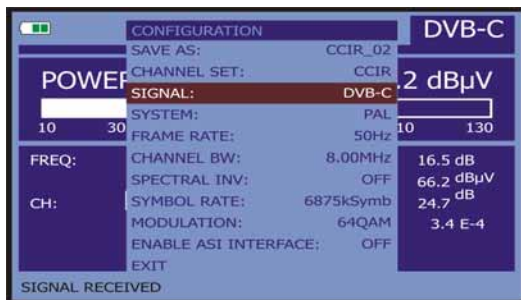 CONFIGURATION
DVB-C
SAVE AS: CCIR_02
CHANNEL SET: CCIR
SIGNAL: DVB-C
SYSTEM: PAL
FRAME RATE: 50Hz
CHANNEL BW: 8.00MHz
SPECTRAL INV: OFF
SYMBOL RATE: 6875kSymb
MODULATION: 64QAM
ENABLE ASI INTERFACE: OFF
EXIT
POWER
.2 dBµV
10 30 10 130
FREQ: 16.5 dB
66.2 dBµV
CH: 24.7 dB
3.4 E-4
SIGNAL RECEIVED